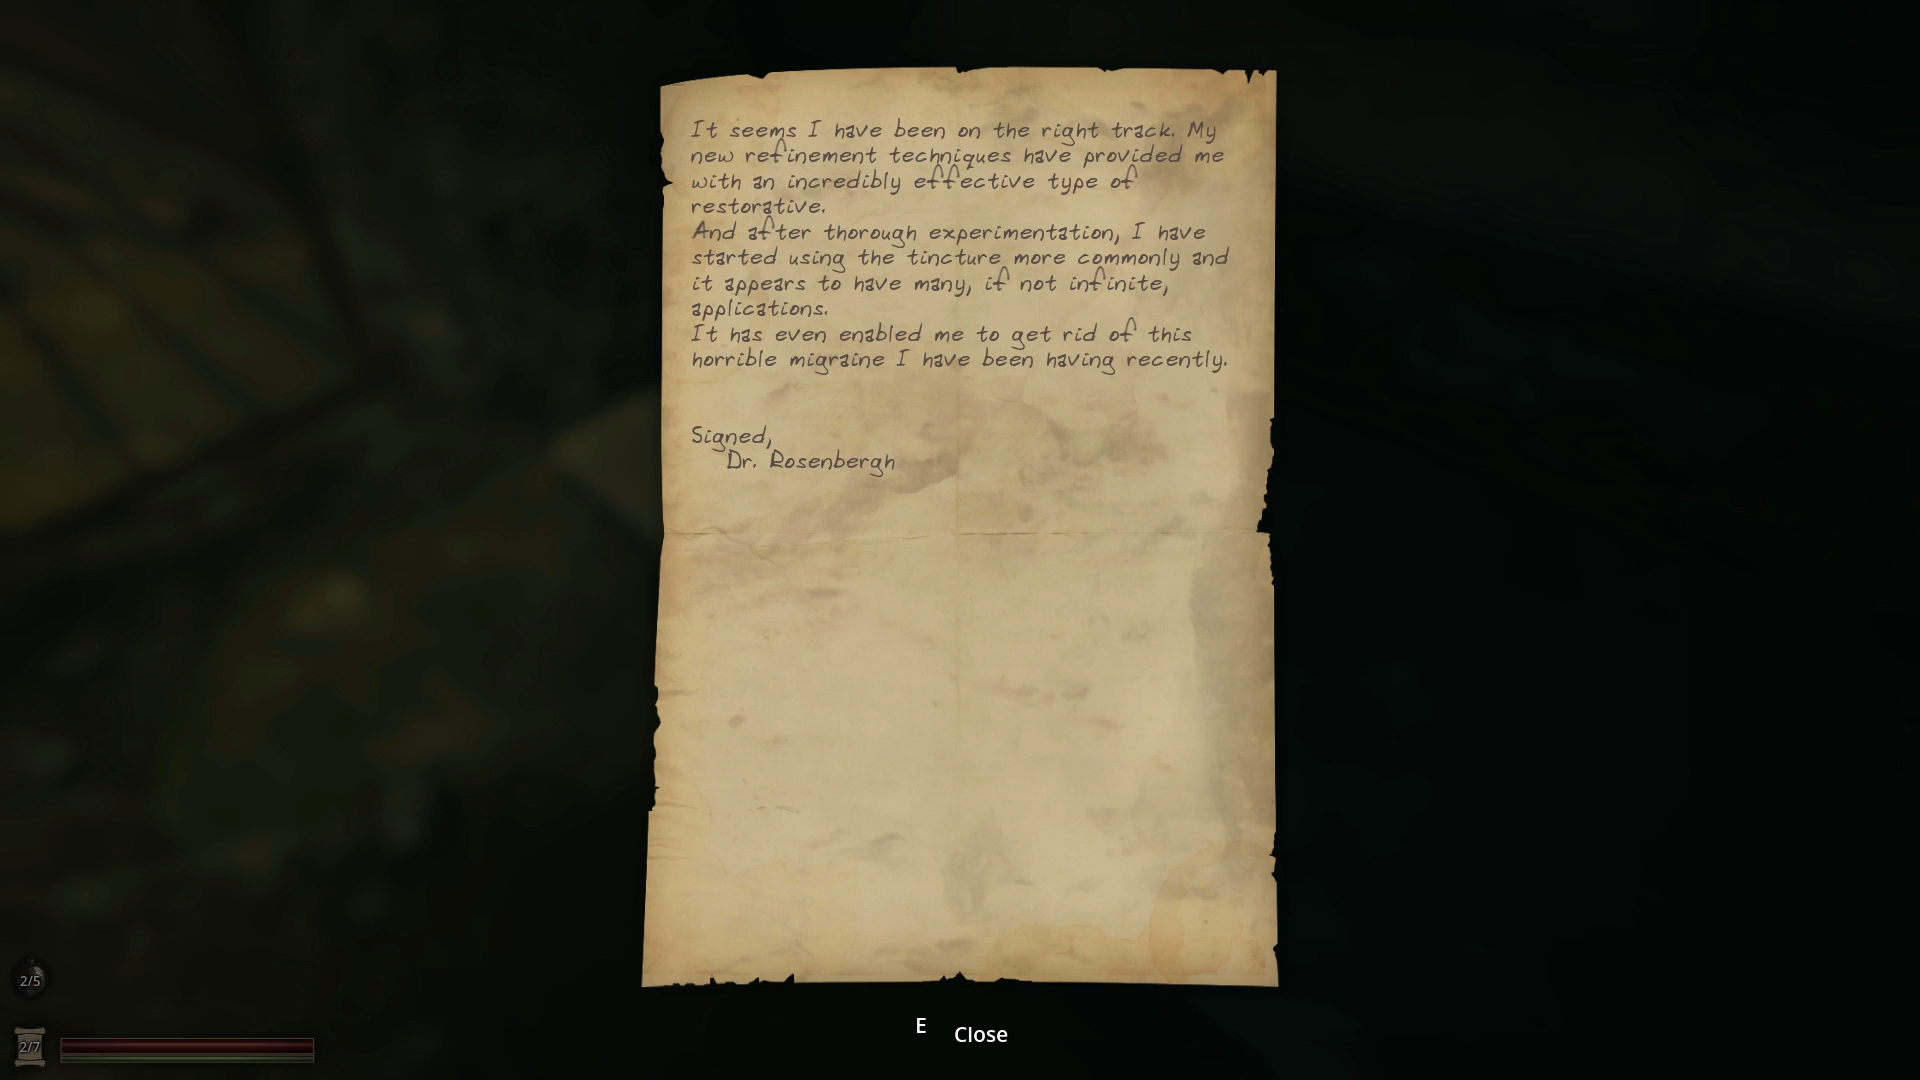 It seems I have been on the right track. My
new refinement techniques have provided me
with an incredibly effective type of
restorative.
And after thorough experimentation, I have
started using the tincture more commonly and
it appears to have many, if not infinite,
applications.
It has even enabled me to get rid of this
horrible migraine I have been having recently.
Signed,
Dr. Rosenbergh
2/5
2/7
E Close